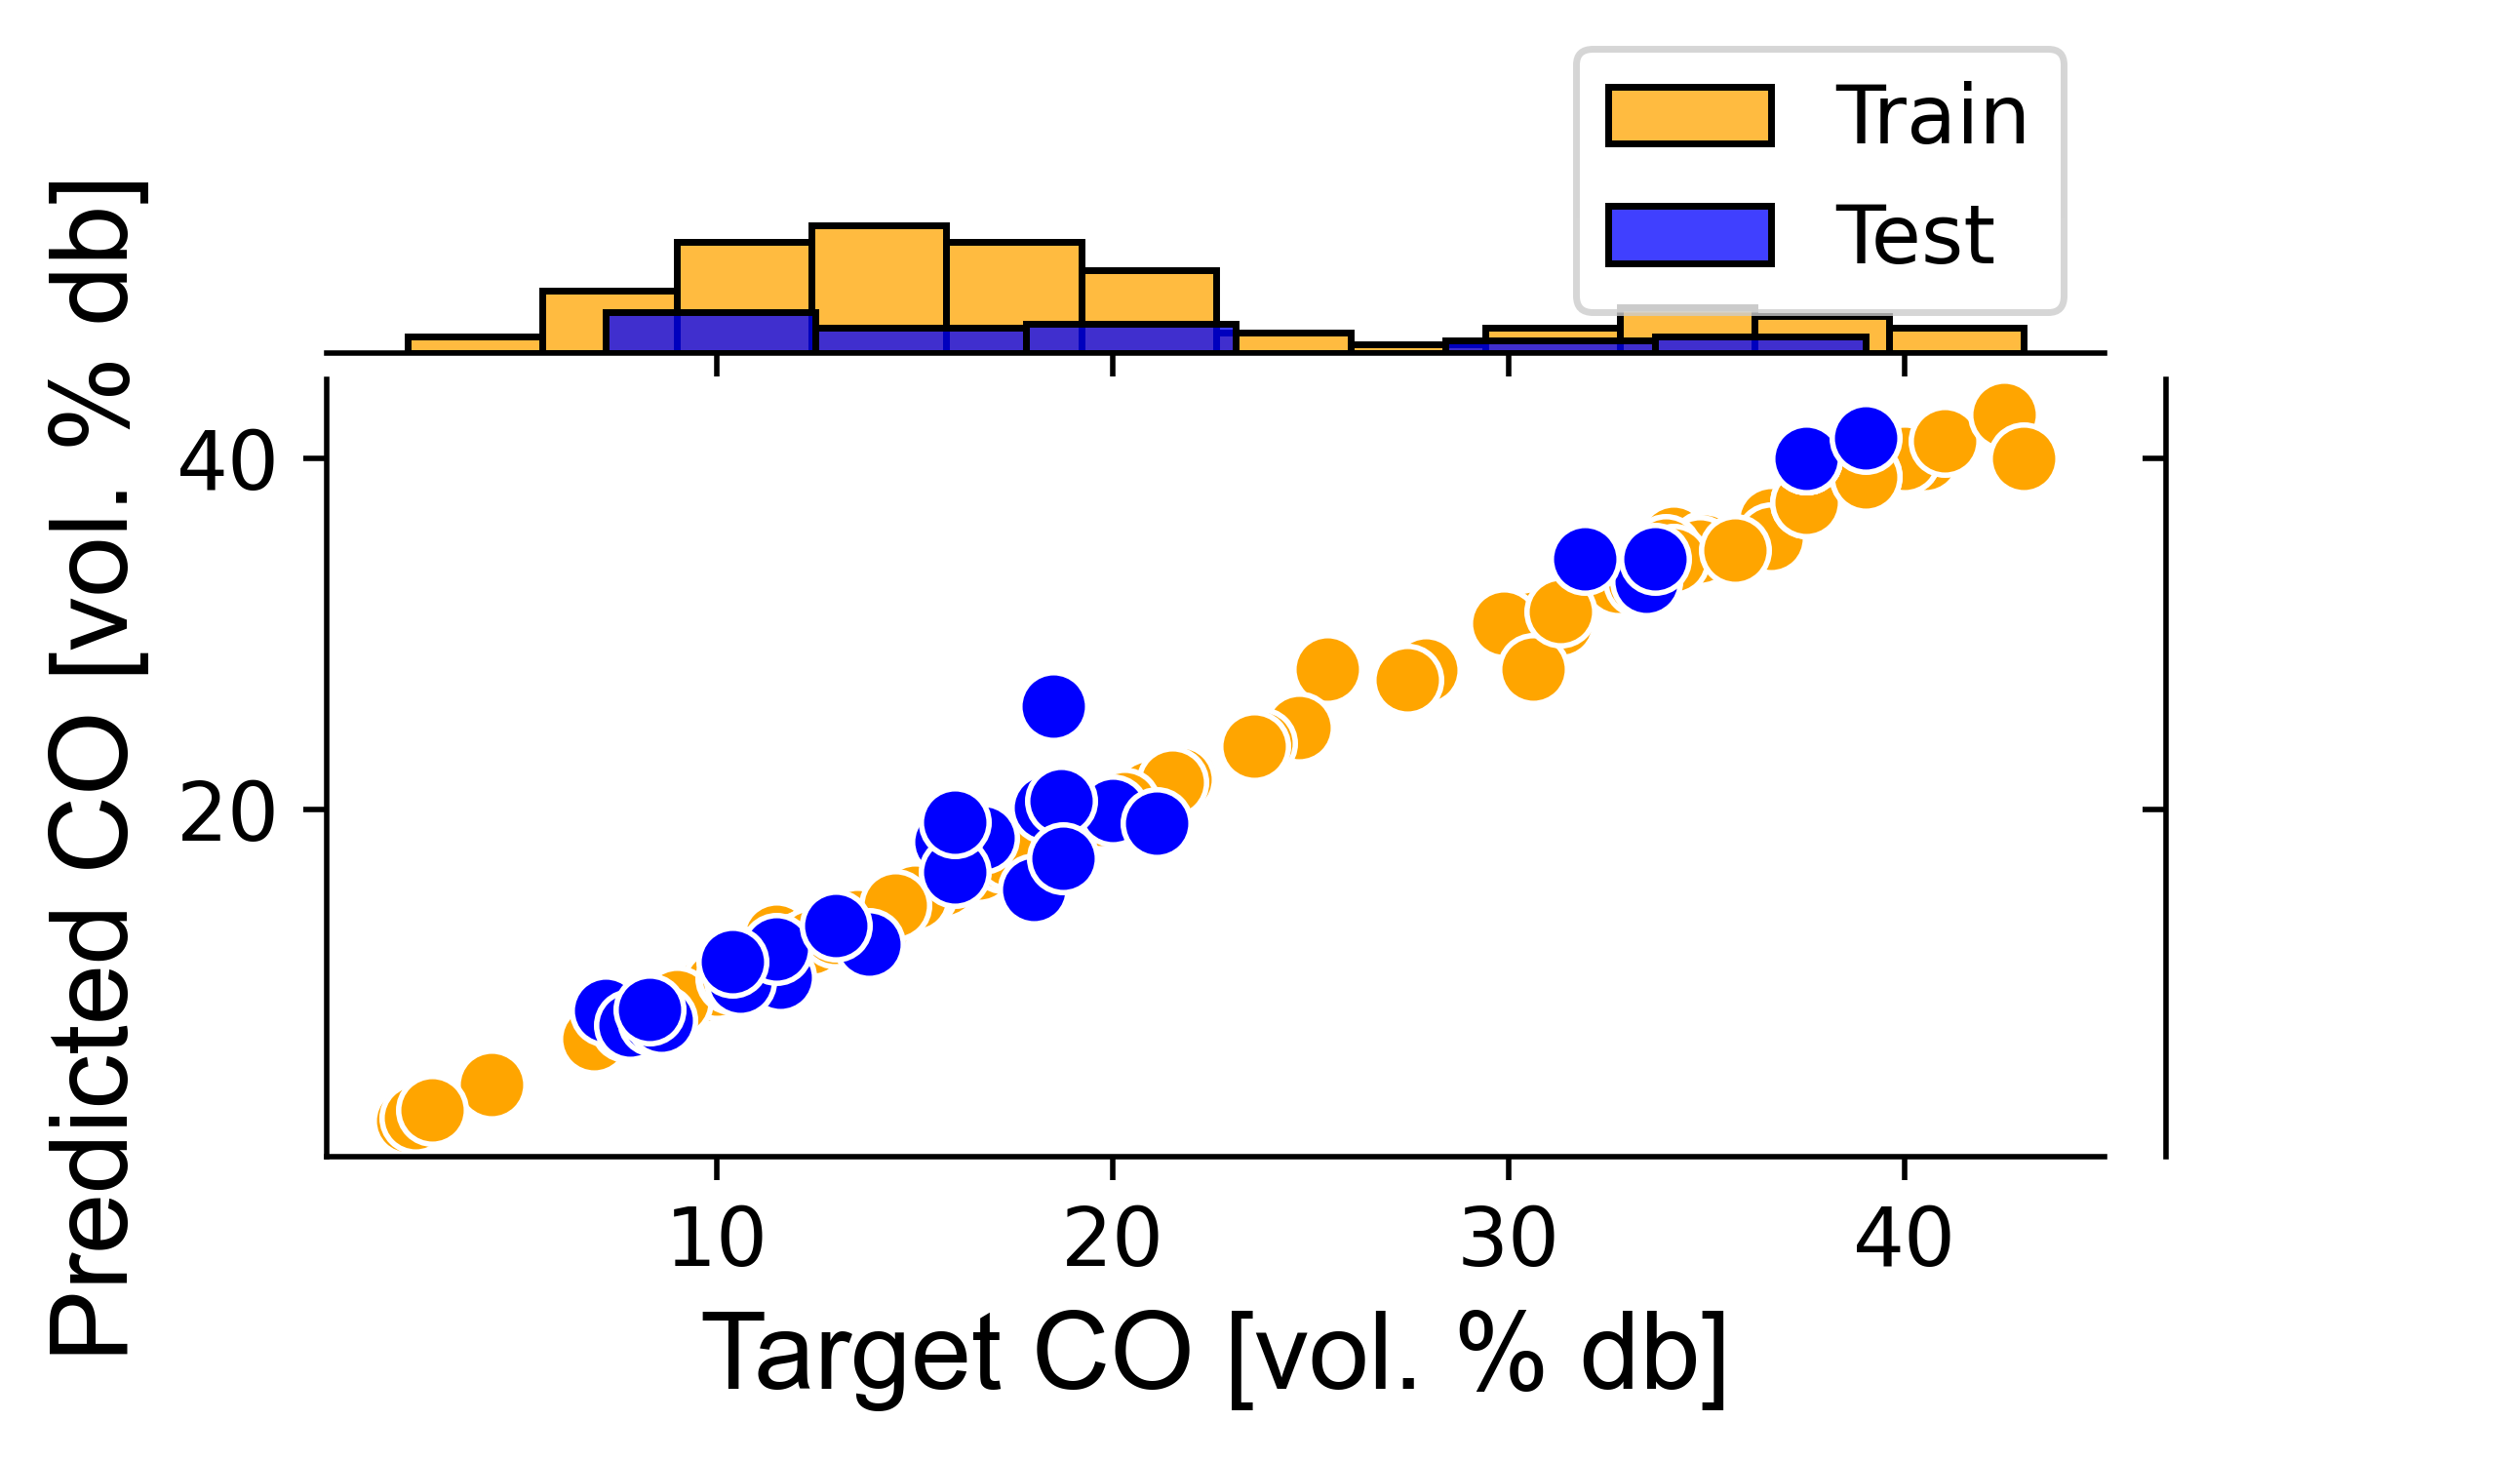 Train
Test
Predicted CO [vol. % db]
40
20
10 20 30 40
Target CO [vol. % db]